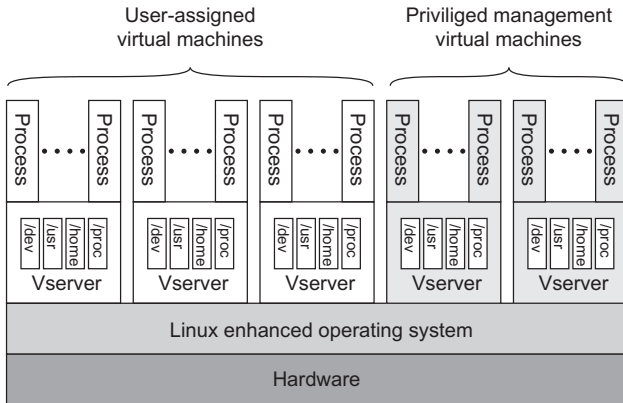 User-assigned
virtual machines
Priviliged management
virtual machines
Process
Process
Process
Process
Process
Process
Process
Process
Process
Process
/dev
/usr
/home
/proc
/dev
/usr
/home
/proc
/dev
/usr
/home
/proc
/dev
/usr
/home
/proc
/dev
/usr
/home
/proc
Vserver
Vserver
Vserver
Vserver
Vserver
Linux enhanced operating system
Hardware